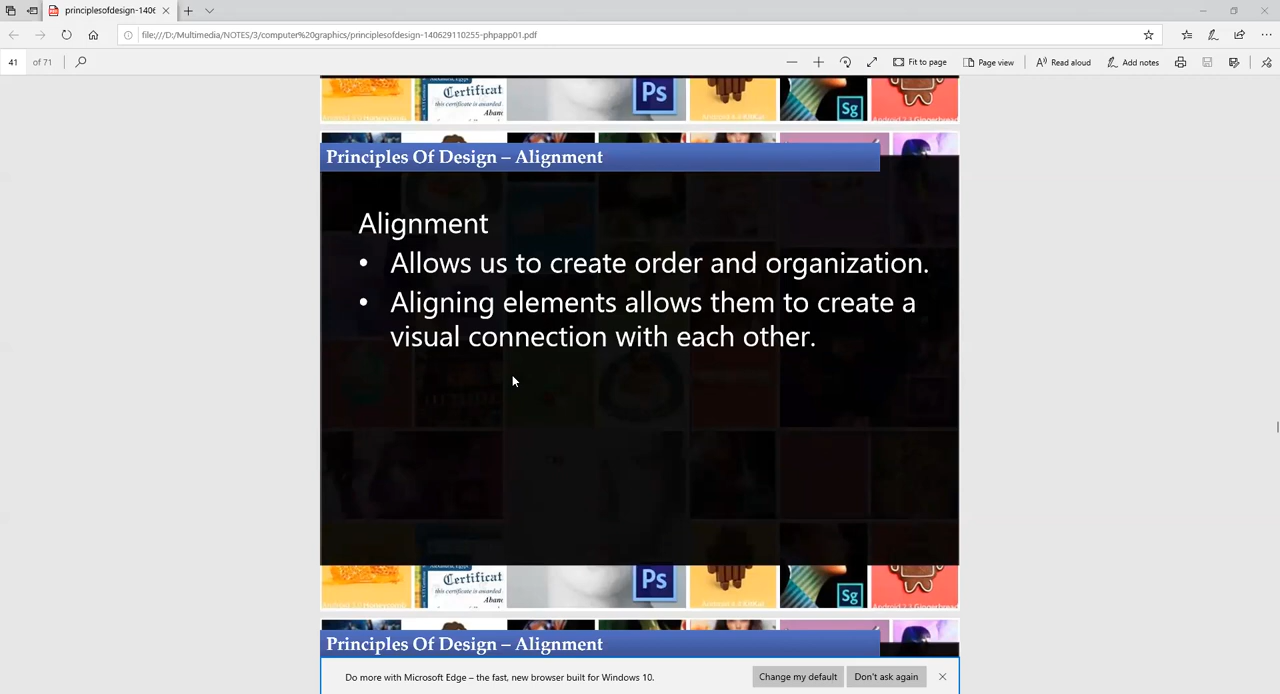 principlesofdesign-1406
file:///D:/Multimedia/NOTES/3/computer%20graphics/principlesofdesign-140629110255-phpapp01.pdf
41 of 71
Fit to page
Page view
Read aloud
Add notes
Certificat
this certificate is awarded
Aham
Ps
Sg
Principles Of Design – Alignment
Alignment
• Allows us to create order and organization.
• Aligning elements allows them to create a
visual connection with each other.
Certificat
this certificate is awarded
Aham
Ps
Sg
Principles Of Design – Alignment
Do more with Microsoft Edge – the fast, new browser built for Windows 10.
Change my default
Don't ask again